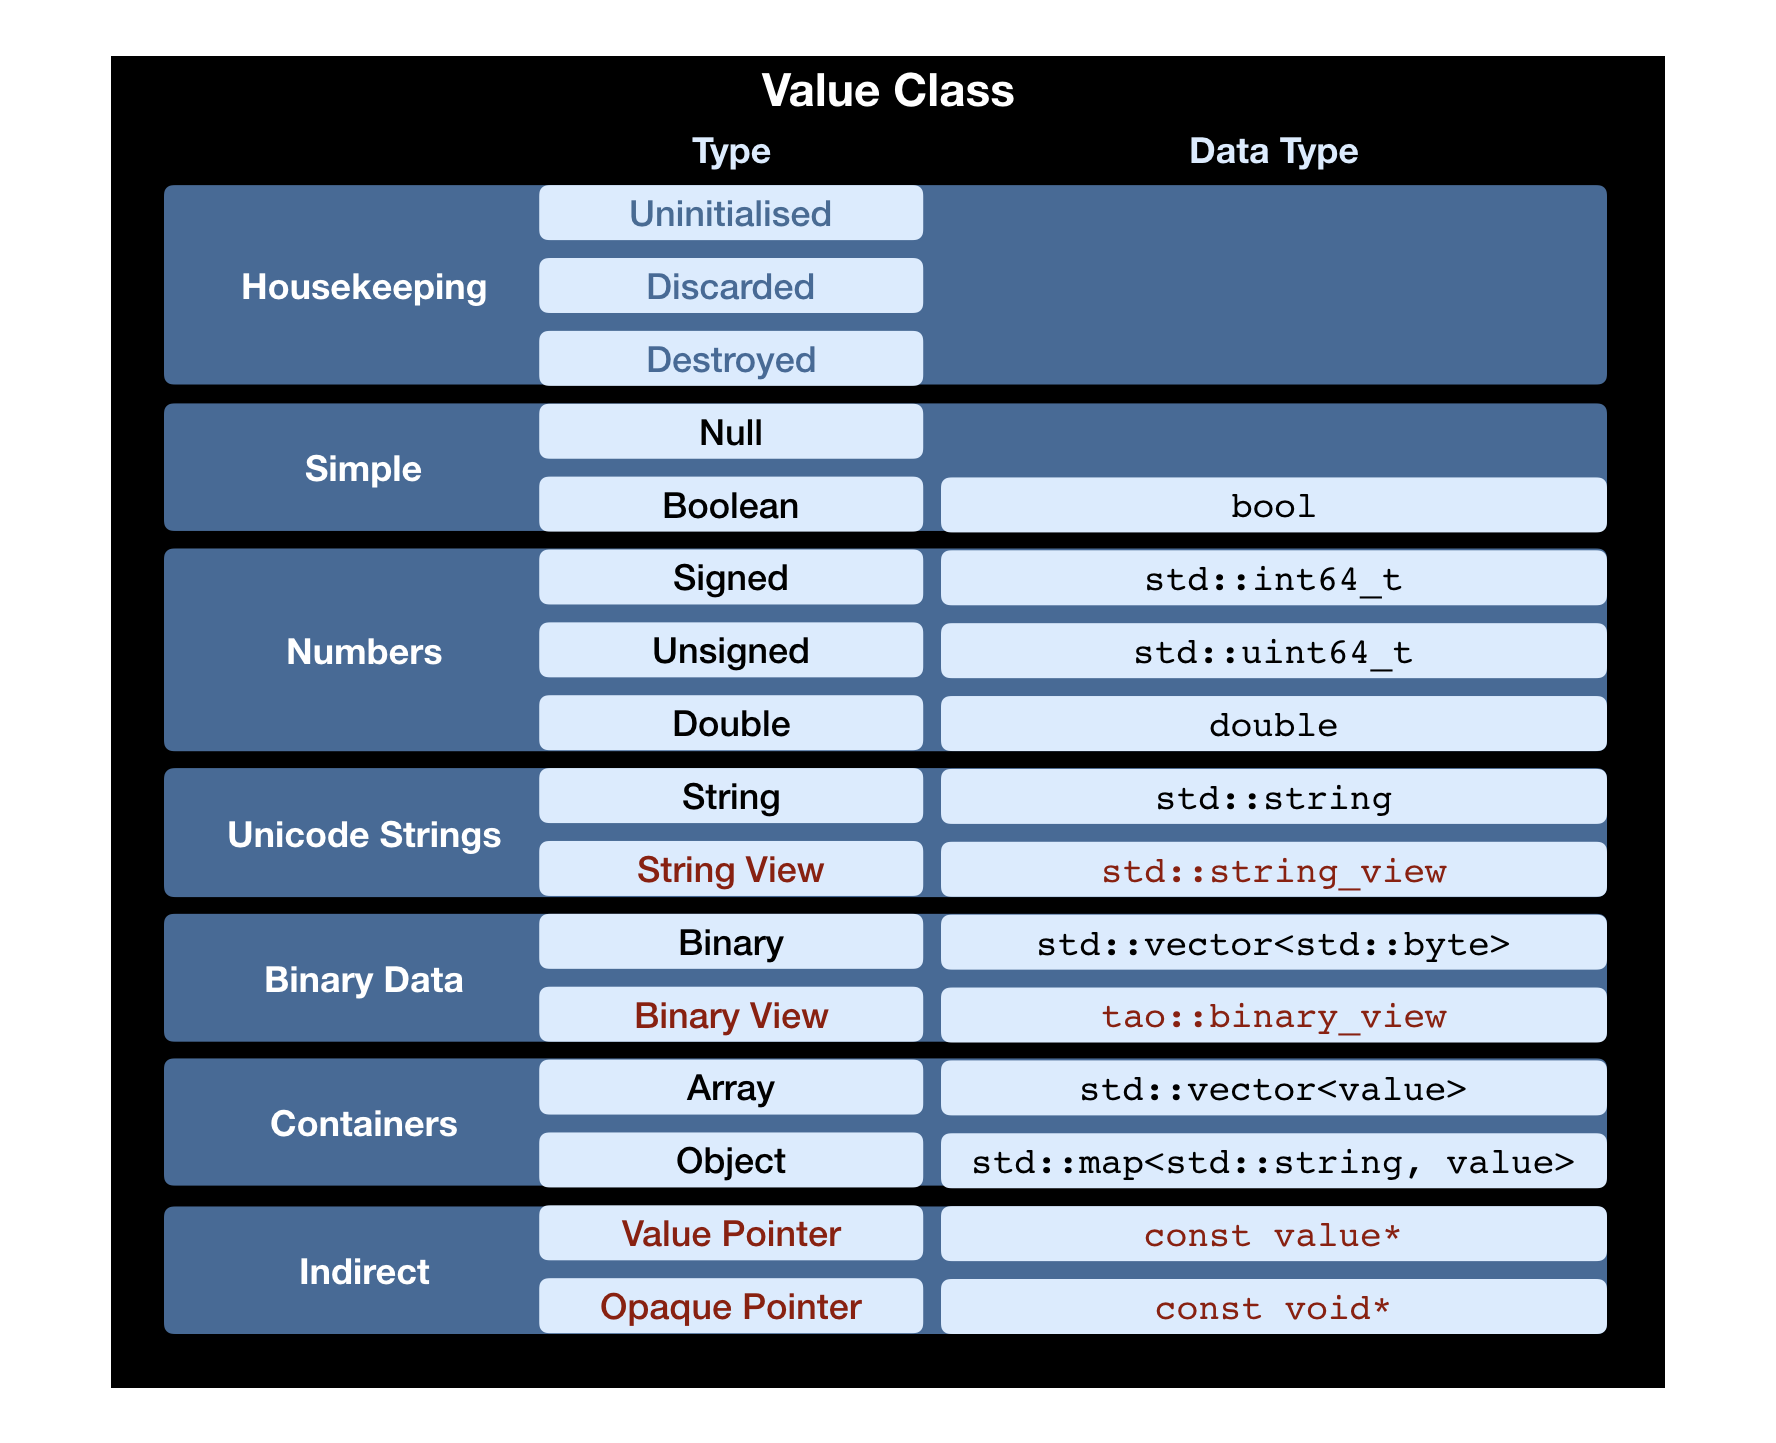 Value Class
Type Data Type
Housekeeping
Uninitialised
Discarded
Destroyed
Simple
Null
Boolean bool
Numbers
Signed std::int64_t
Unsigned std::uint64_t
Double double
Unicode Strings
String std::string
String View std::string_view
Binary Data
Binary std::vector<std::byte>
Binary View tao::binary_view
Containers
Array std::vector<value>
Object std::map<std::string, value>
Indirect
Value Pointer const value*
Opaque Pointer const void*